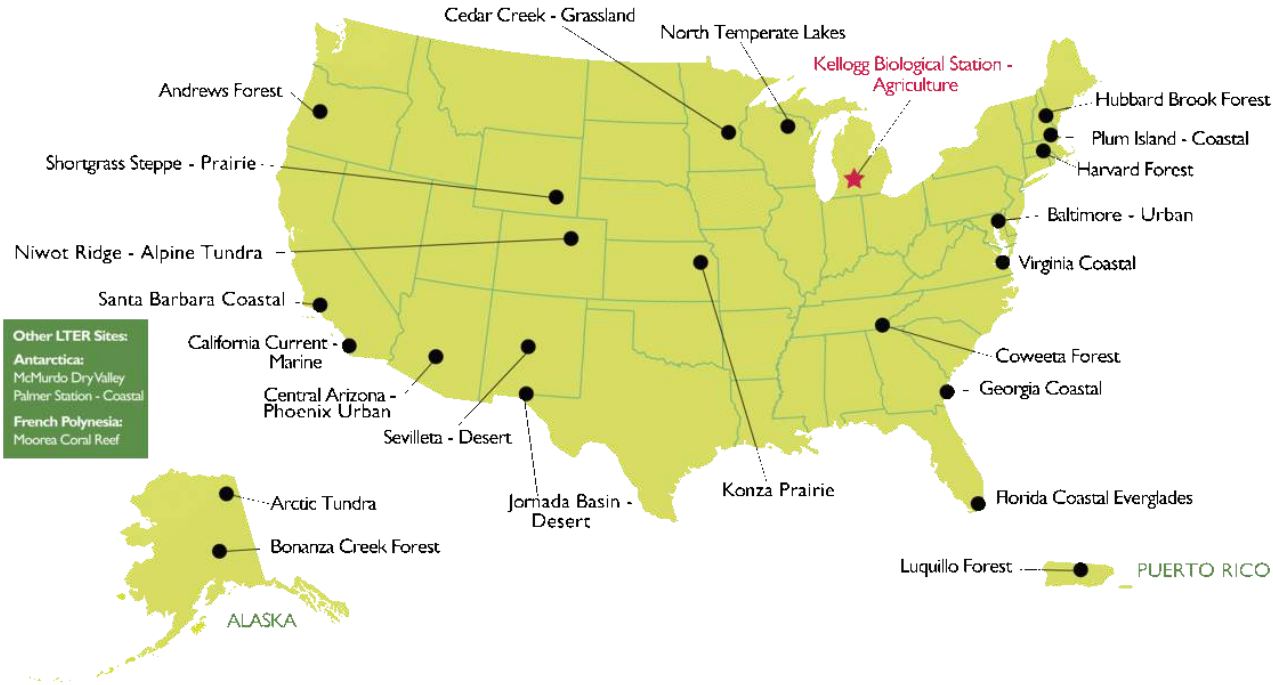 Cedar Creek - Grassland
North Temperate Lakes
Kellogg Biological Station -
Agriculture
Andrews Forest
Hubbard Brook Forest
Plum Island - Coastal
Shortgrass Steppe - Prairie
Harvard Forest
Baltimore - Urban
Niwot Ridge - Alpine Tundra
Virginia Coastal
Santa Barbara Coastal
Other LTER Sites:
Antarctica:
McMurdo Dry Valley
Palmer Station - Coastal
French Polynesia:
Moorea Coral Reef
California Current -
Marine
Coweeta Forest
Central Arizona -
Phoenix Urban
Georgia Coastal
Sevilleta - Desert
Jornada Basin -
Desert
Konza Prairie
Florida Coastal Everglades
Arctic Tundra
Bonanza Creek Forest
ALASKA
Luquillo Forest
PUERTO RICO